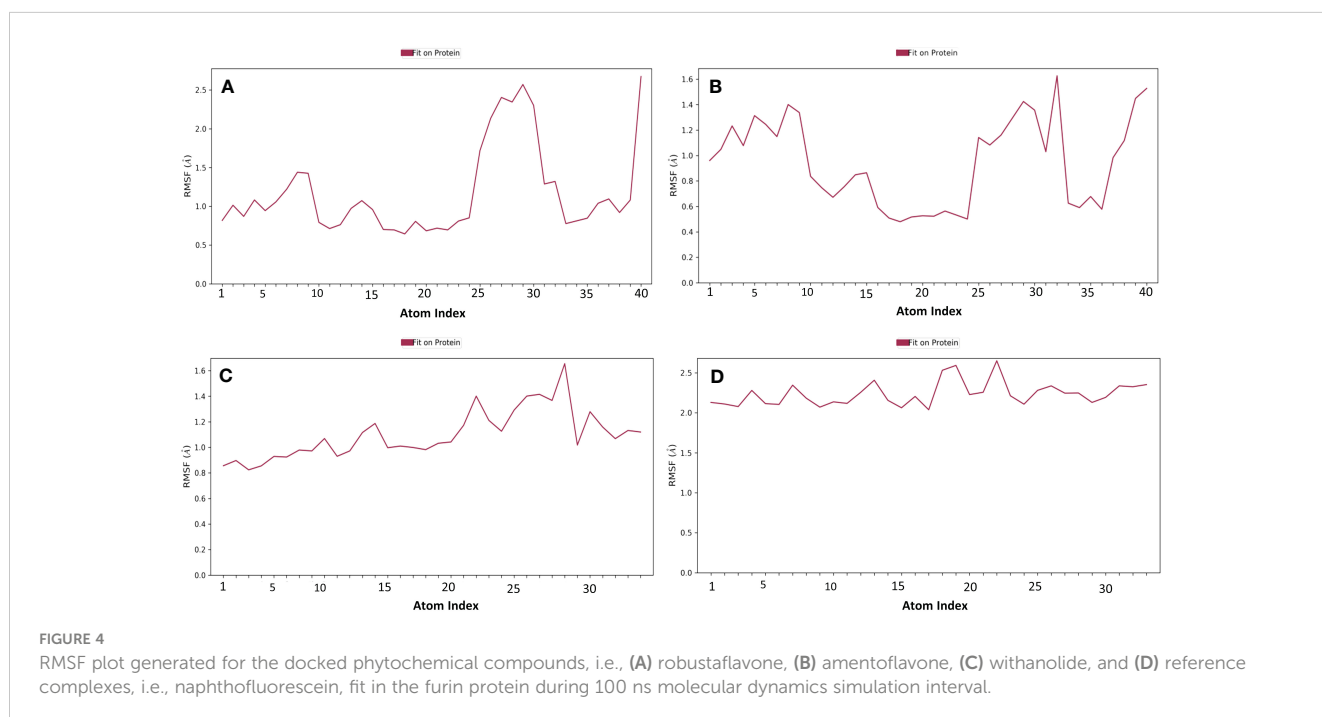 Fit on Protein
A
RMSF (Å)
2.5
2.0
1.5
1.0
0.5
0.0
1 5 10 15 20 25 30 35 40
Atom Index
Fit on Protein
B
RMSF (Å)
1.6
1.4
1.2
1.0
0.8
0.6
0.4
0.2
0.0
1 5 10 15 20 25 30 35 40
Atom Index
Fit on Protein
C
RMSF (Å)
1.6
1.4
1.2
1.0
0.8
0.6
0.4
0.2
0.0
1 5 10 15 20 25 30
Atom Index
Fit on Protein
D
RMSF (Å)
2.5
2.0
1.5
1.0
0.5
0.0
1 5 10 15 20 25 30
Atom Index
FIGURE 4
RMSF plot generated for the docked phytochemical compounds, i.e., (A) robustaflavone, (B) amentoflavone, (C) withanolide, and (D) reference
complexes, i.e., naphthofluorescein, fit in the furin protein during 100 ns molecular dynamics simulation interval.